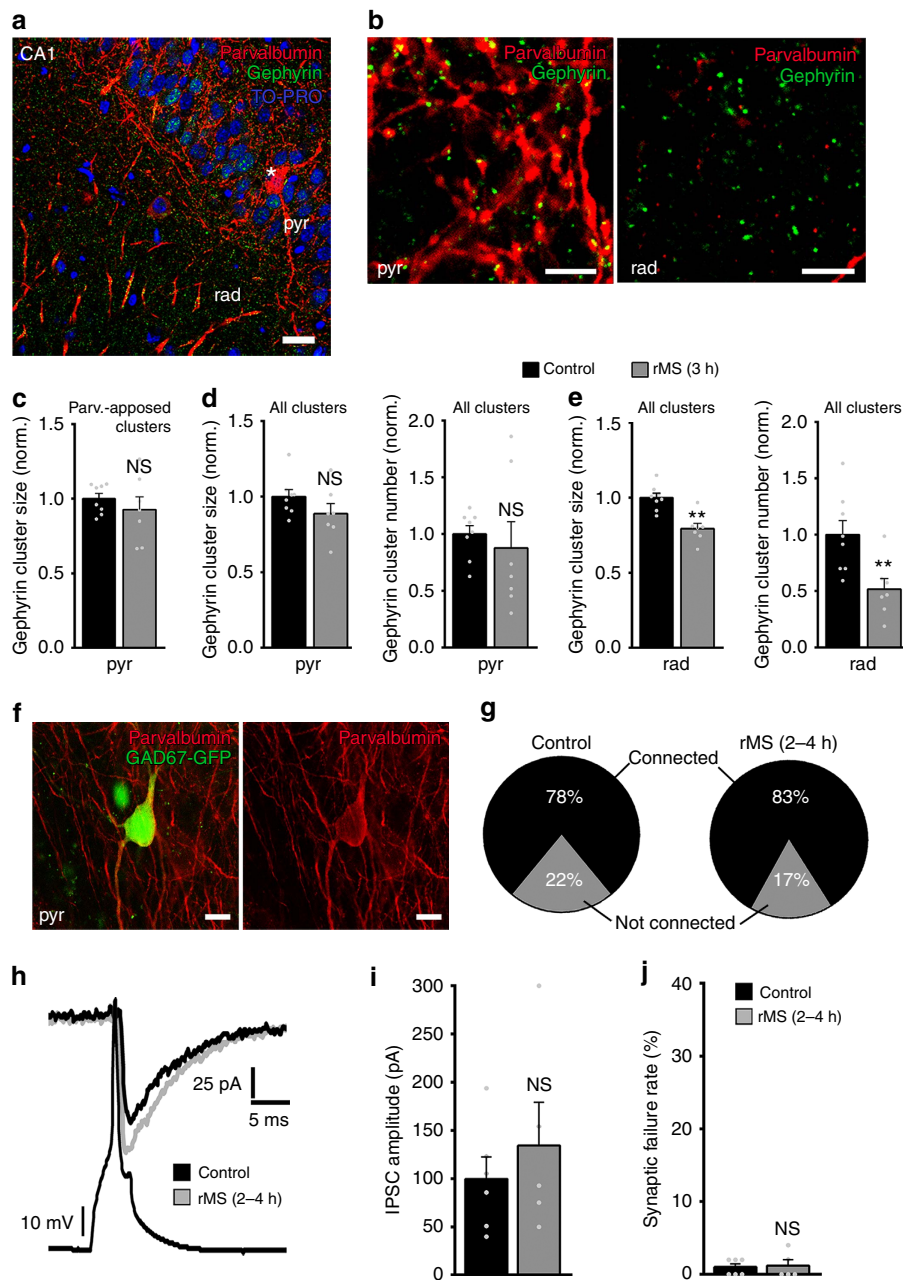 a
CA1
Parvalbumin
Gephyrin
TO-PRO
*
pyr
rad
b
Parvalbumin
Gephyrin
pyr
Parvalbumin
Gephyrin
rad
Control
rMS (3 h)
c
Parv.-apposed
clusters
Gephyrin cluster size (norm.)
1.5
1.0
0.5
0.0
NS
pyr
d
All clusters
Gephyrin cluster size (norm.)
1.5
1.0
0.5
0.0
NS
pyr
All clusters
Gephyrin cluster number (norm.)
2.0
1.5
1.0
0.5
0.0
NS
pyr
e
All clusters
Gephyrin cluster size (norm.)
1.5
1.0
0.5
0.0
**
rad
All clusters
Gephyrin cluster number (norm.)
2.0
1.5
1.0
0.5
0.0
**
rad
f
Parvalbumin
GAD67-GFP
pyr
Parvalbumin
g
Control
rMS (2–4 h)
Connected
78%
83%
22%
17%
Not connected
h
25 pA
5 ms
Control
rMS (2–4 h)
10 mV
i
IPSC amplitude (pA)
300
250
200
150
100
50
0
NS
j
Synaptic failure rate (%)
40
30
20
10
0
Control
rMS (2–4 h)
NS